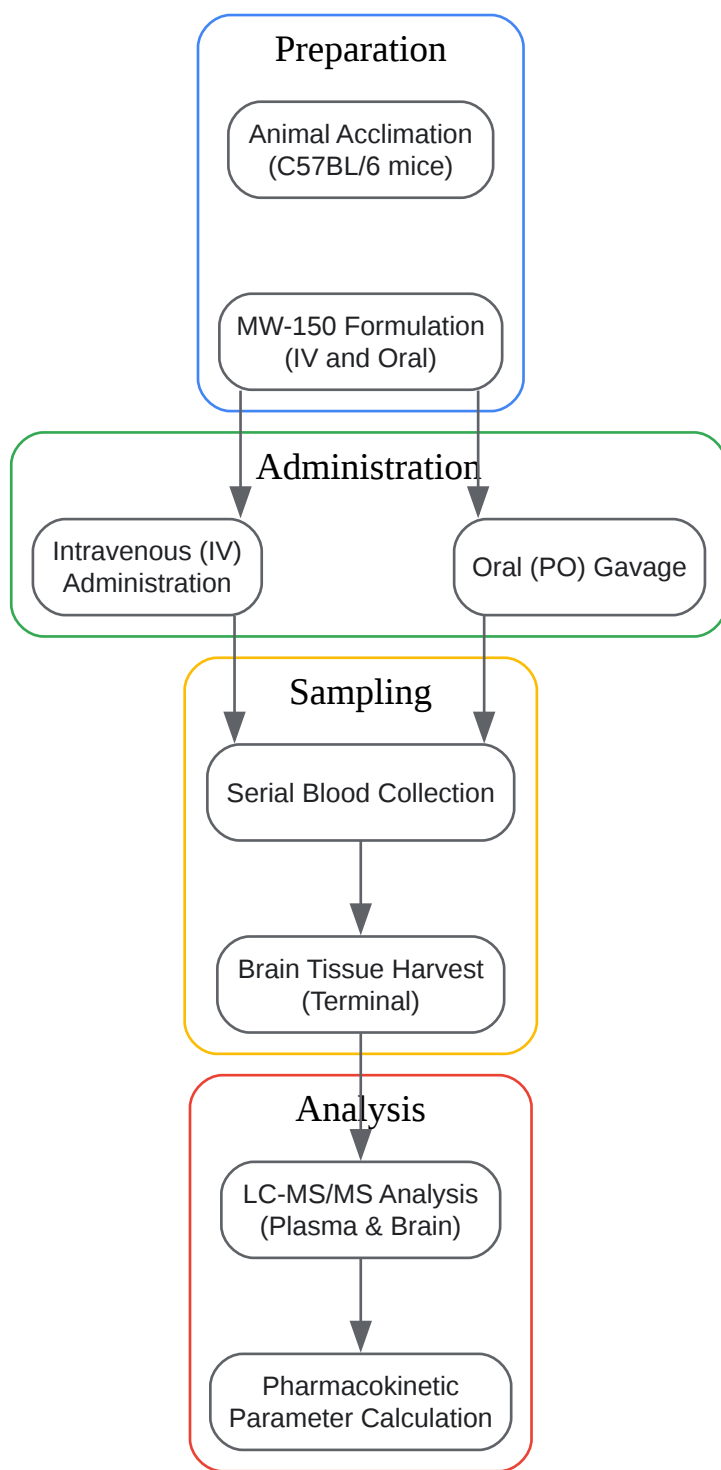 Preparation
Animal Acclimation
(C57BL/6 mice)
MW-150 Formulation
(IV and Oral)
Administration
Intravenous (IV)
Administration
Oral (PO) Gavage
Sampling
Serial Blood Collection
Brain Tissue Harvest
(Terminal)
Analysis
LC-MS/MS Analysis
(Plasma & Brain)
Pharmacokinetic
Parameter Calculation